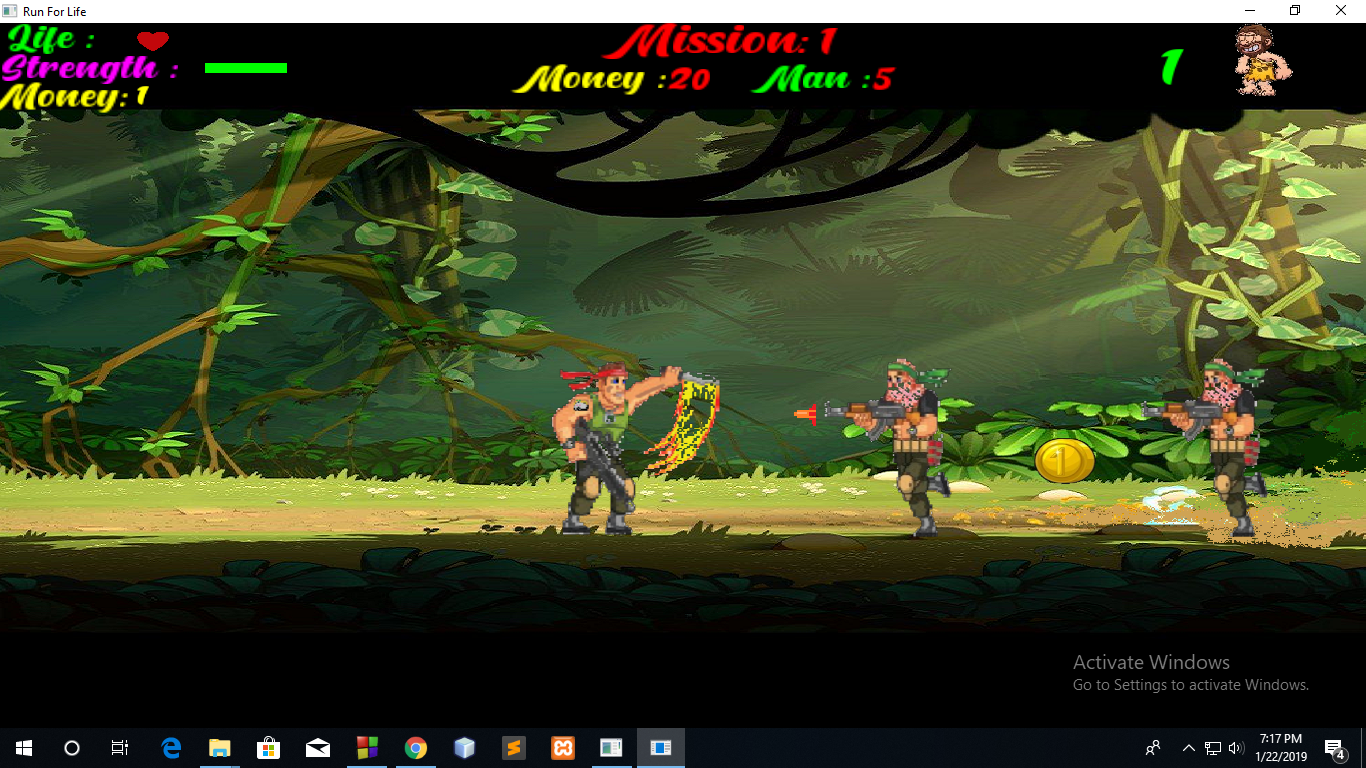 Run For Life
Life :
Strength :
Money: 1
Mission: 1
Money :20 Man :5
1
1
Activate Windows
Go to Settings to activate Windows.
7:17 PM
1/22/2019
4